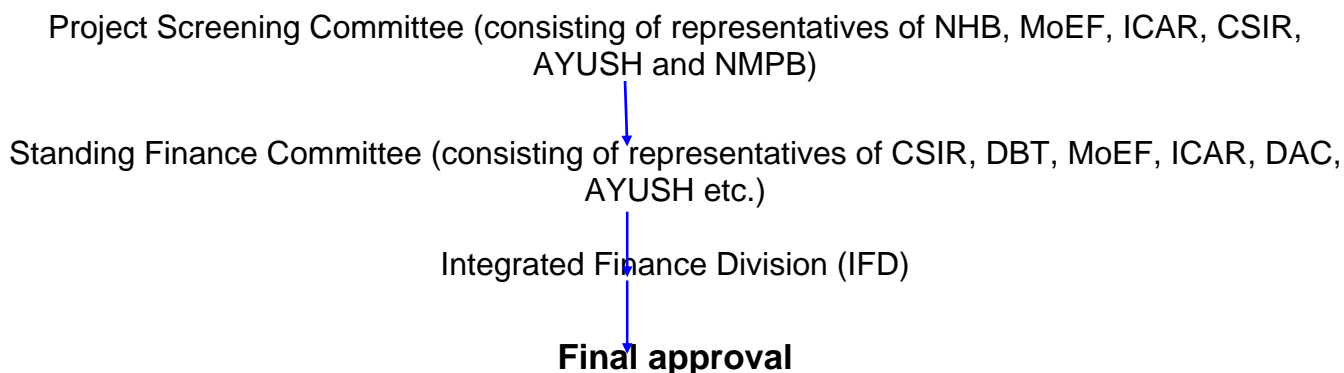 Project Screening Committee (consisting of representatives of NHB, MoEF, ICAR, CSIR,
AYUSH and NMPB)
Standing Finance Committee (consisting of representatives of CSIR, DBT, MoEF, ICAR, DAC,
AYUSH etc.)
Integrated Finance Division (IFD)
Final approval